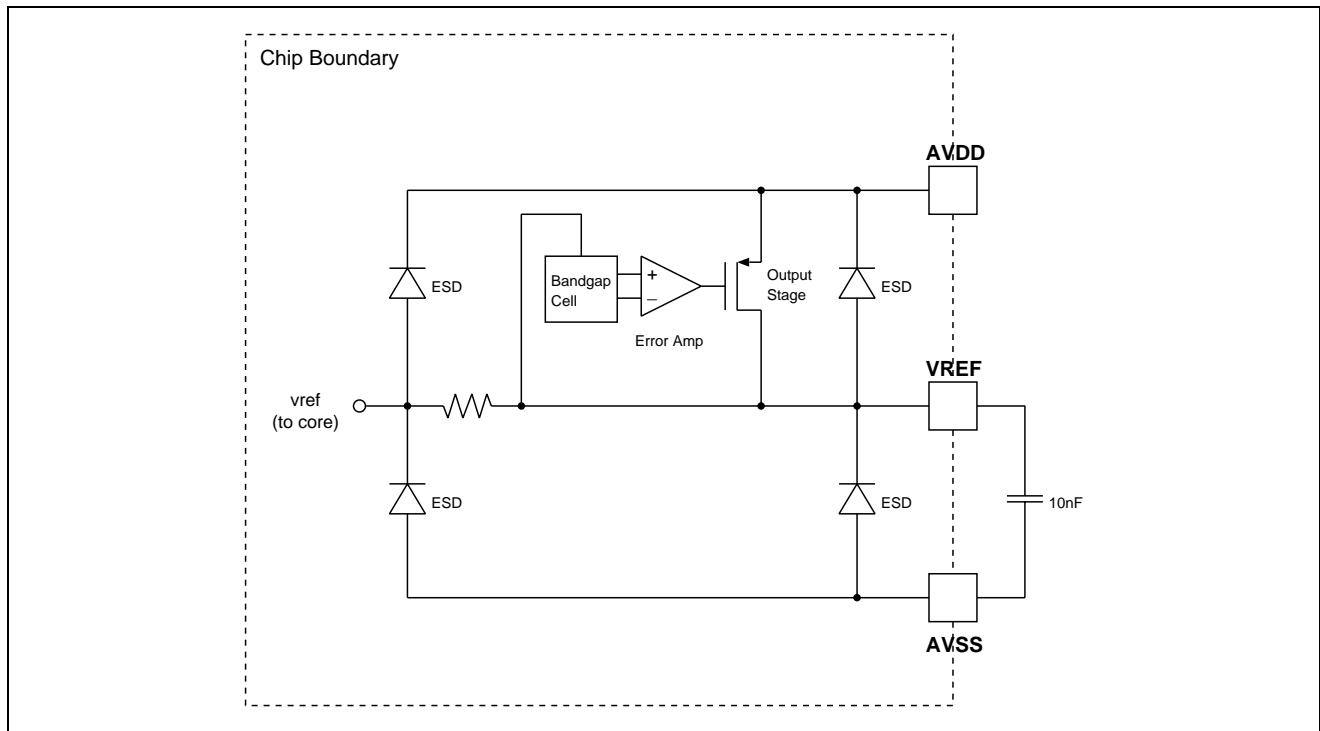 Chip Boundary
AVDD
ESD
Bandgap
Cell
+
–
Output
Stage
ESD
Error Amp
VREF
vref
(to core)
ESD
ESD
10nF
AVSS